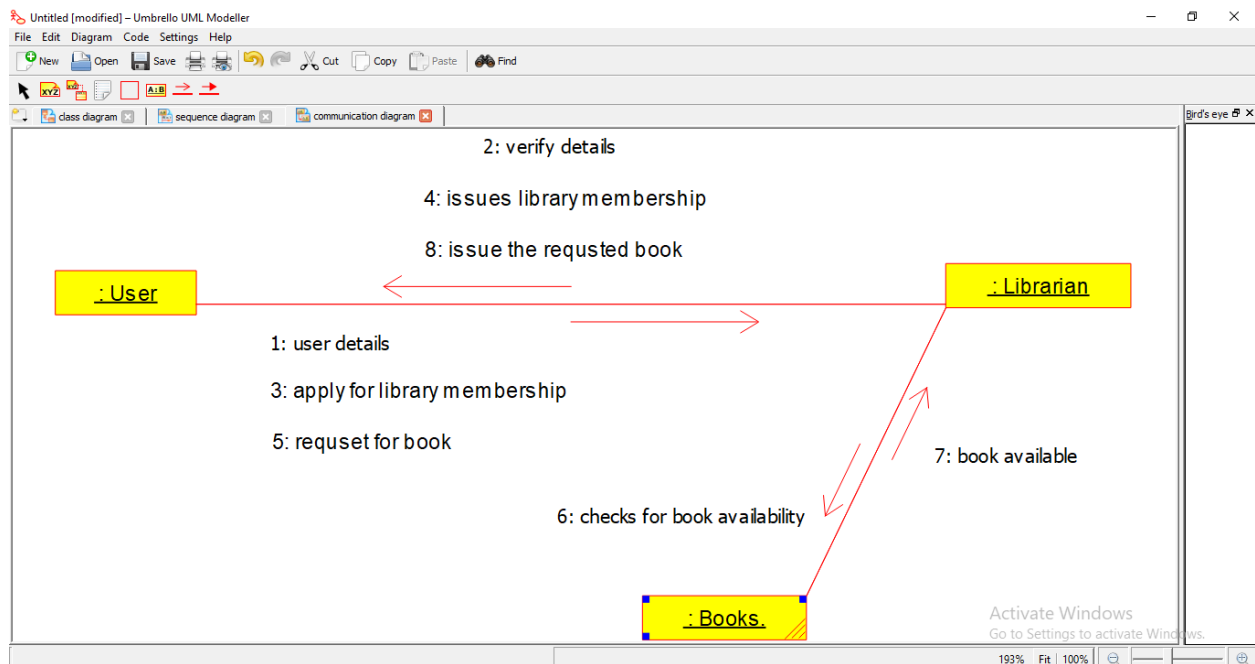 Untitled [modified] – Umbrello UML Modeller
File Edit Diagram Code Settings Help
New Open Save Cut Copy Paste Find
XYZ XYZ A:B
class diagram sequence diagram communication diagram
Bird's eye
2: verify details
4: issues library membership
8: issue the requsted book
: User
: Librarian
1: user details
3: apply for library membership
5: requset for book
7: book available
6: checks for book availability
: Books.
Activate Windows
Go to Settings to activate Windows.
193% Fit 100%